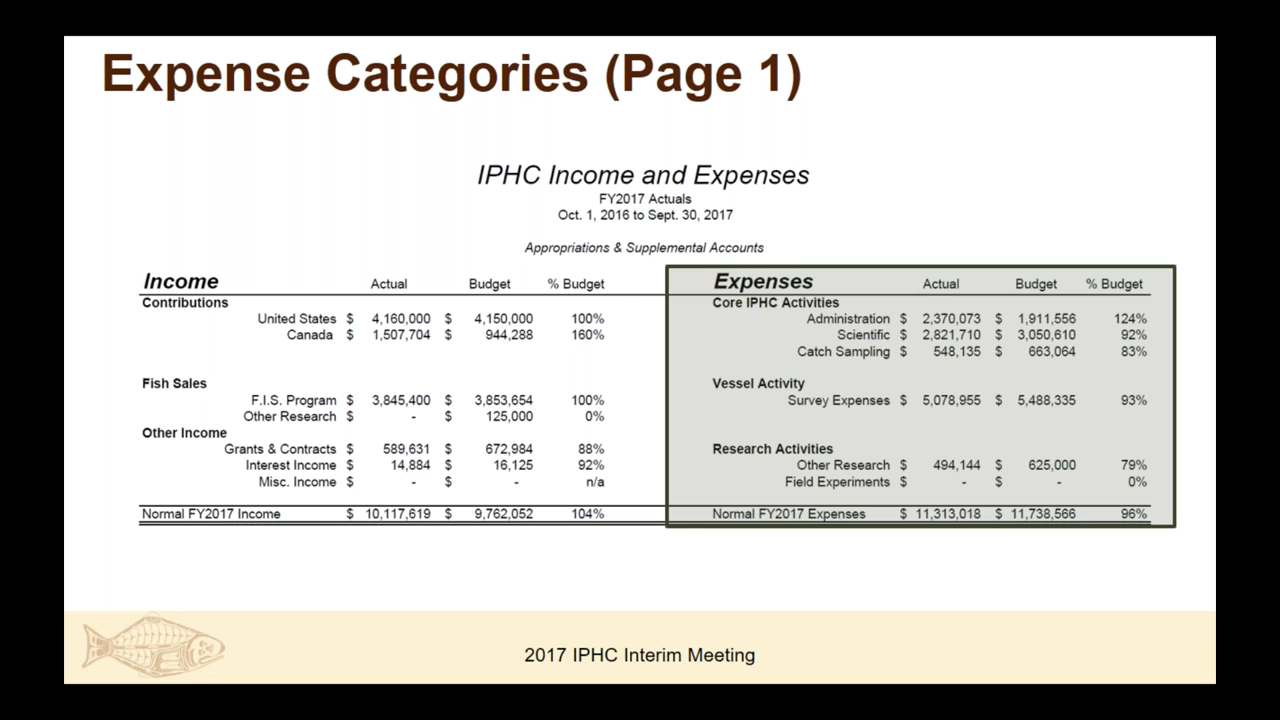 Expense Categories (Page 1)
IPHC Income and Expenses
FY2017 Actuals
Oct. 1, 2016 to Sept. 30, 2017
Appropriations & Supplemental Accounts
Income Actual Budget % Budget Expenses Actual Budget % Budget
Contributions Core IPHC Activities
United States $ 4,160,000 $ 4,150,000 100% Administration $ 2,370,073 $ 1,911,556 124%
Canada $ 1,507,704 $ 944,288 160% Scientific $ 2,821,710 $ 3,050,610 92%
Catch Sampling $ 548,135 $ 663,064 83%
Fish Sales Vessel Activity
F.I.S. Program $ 3,845,400 $ 3,853,654 100% Survey Expenses $ 5,078,955 $ 5,488,335 93%
Other Research $ - $ 125,000 0%
Other Income
Grants & Contracts $ 589,631 $ 672,984 88% Research Activities
Interest Income $ 14,884 $ 16,125 92% Other Research $ 494,144 $ 625,000 79%
Misc. Income $ - $ - n/a Field Experiments $ - $ - 0%
Normal FY2017 Income $ 10,117,619 $ 9,762,052 104% Normal FY2017 Expenses $ 11,313,018 $ 11,738,566 96%
2017 IPHC Interim Meeting